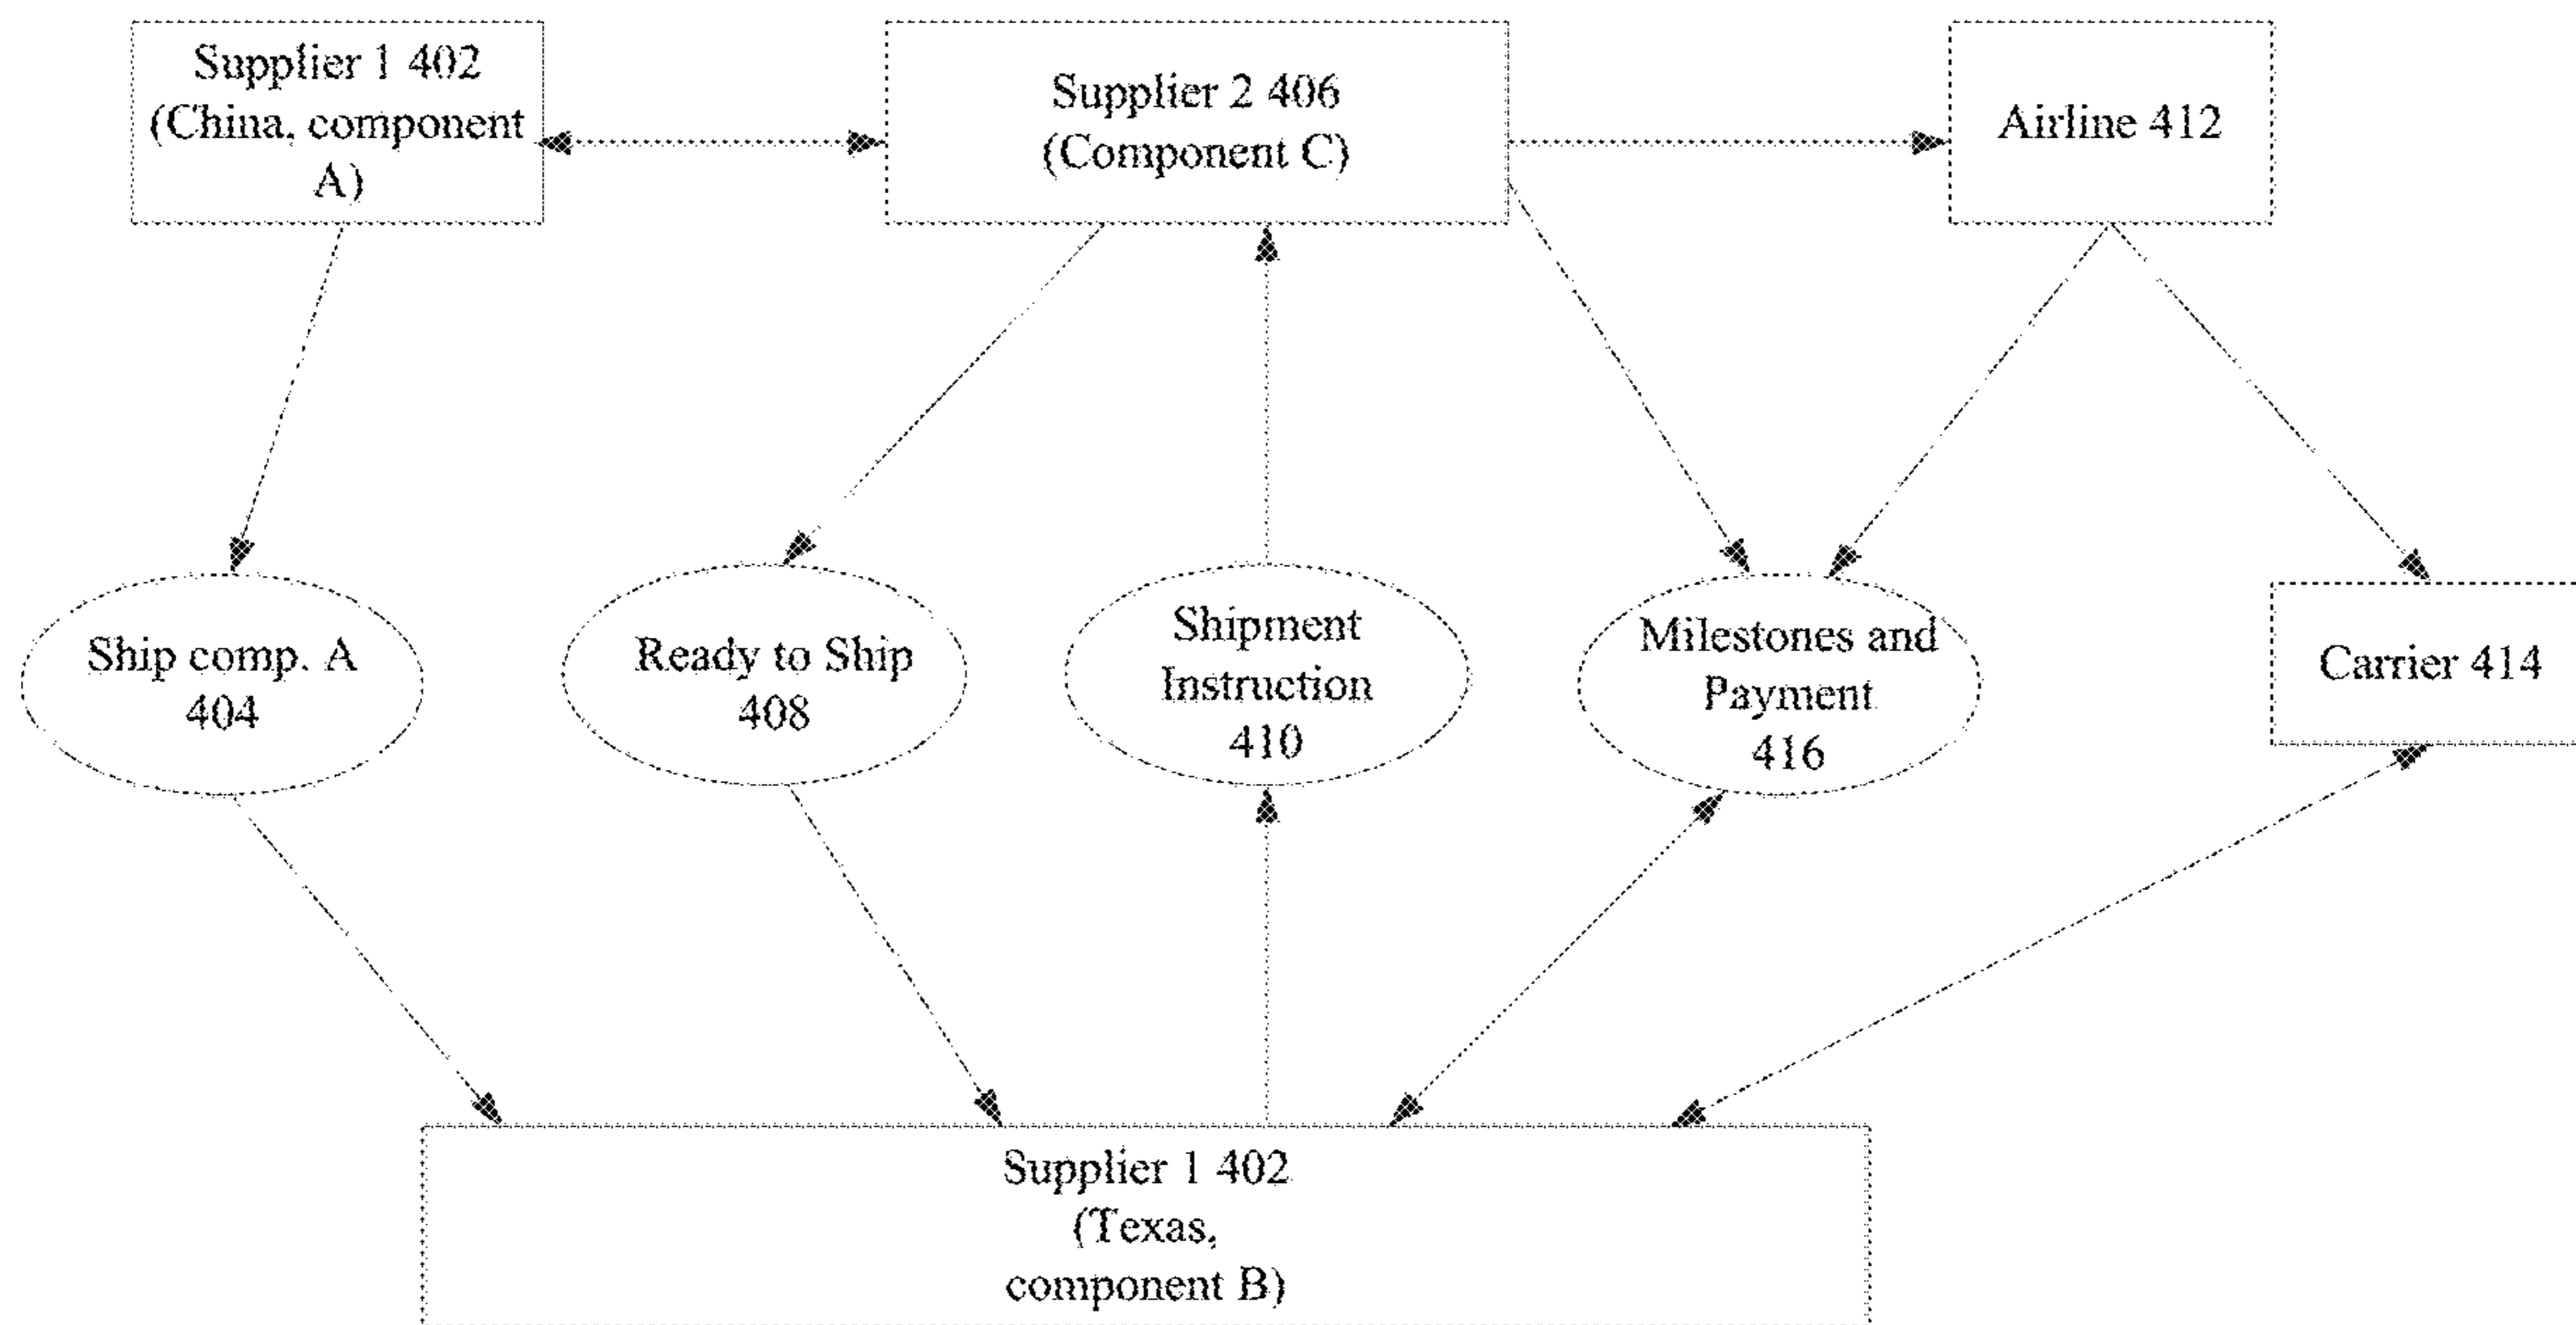 Supplier 1 402
(China, component
A)
Supplier 2 406
(Component C)
Airline 412
Ship comp. A
404
Ready to Ship
408
Shipment
Instruction
410
Milestones and
Payment
416
Carrier 414
Supplier 1 402
(Texas,
component B)